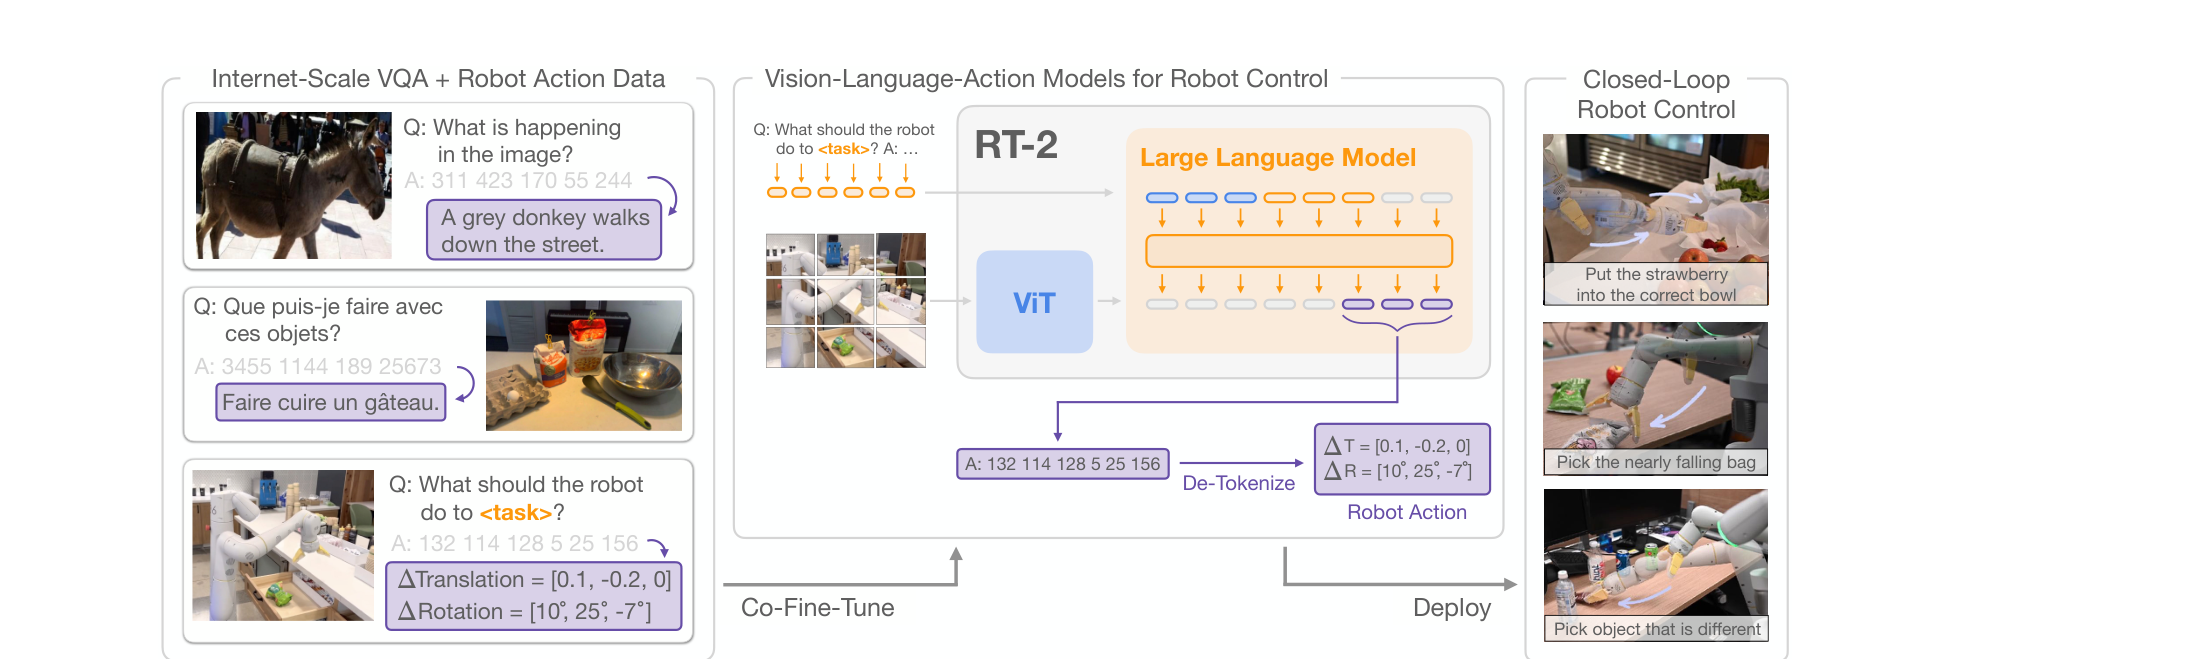 Internet-Scale VQA + Robot Action Data
Q: What is happening
in the image?
A: 311 423 170 55 244
A grey donkey walks
down the street.
Q: Que puis-je faire avec
ces objets?
A: 3455 1144 189 25673
Faire cuire un gâteau.
Q: What should the robot
do to <task>?
A: 132 114 128 5 25 156
ΔTranslation = [0.1, -0.2, 0]
ΔRotation = [10°, 25°, -7°]
Co-Fine-Tune
Vision-Language-Action Models for Robot Control
Q: What should the robot
do to <task>? A: …
RT-2
Large Language Model
ViT
A: 132 114 128 5 25 156
De-Tokenize
ΔT = [0.1, -0.2, 0]
ΔR = [10°, 25°, -7°]
Robot Action
Deploy
Closed-Loop
Robot Control
Put the strawberry
into the correct bowl
Pick the nearly falling bag
Pick object that is different